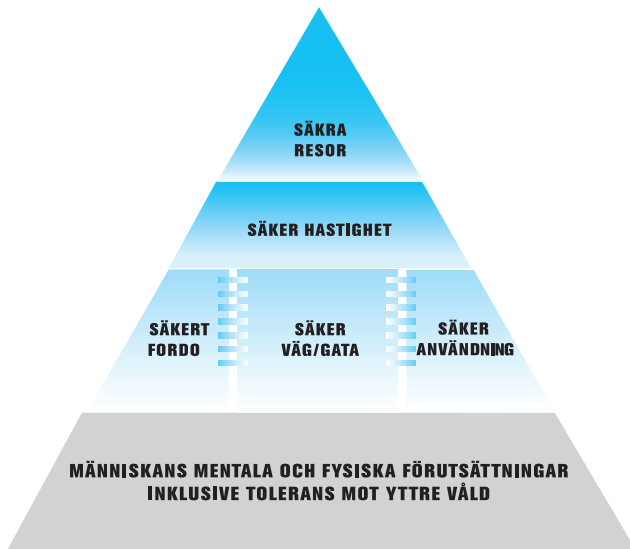 SÄKRA
RESOR
SÄKER HASTIGHET
SÄKERT
FORDO
SÄKER
VÄG/GATA
SÄKER
ANVÄNDNING
MÄNNISKANS MENTALA OCH FYSISKA FÖRUTSÄTTNINGAR
INKLUSIVE TOLERANS MOT YTTRE VÅLD